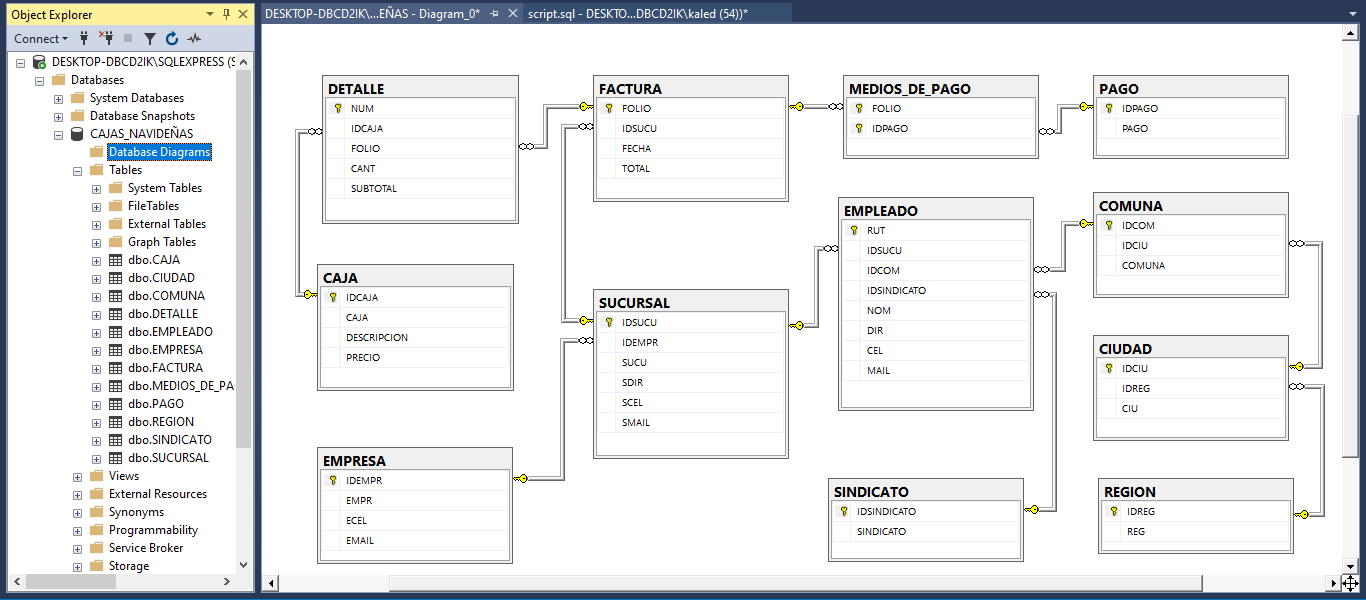 Object Explorer
Connect
DESKTOP-DBCD2IK\SQLEXPRESS (S
Databases
System Databases
Database Snapshots
CAJAS_NAVIDEÑAS
Database Diagrams
Tables
System Tables
FileTables
External Tables
Graph Tables
dbo.CAJA
dbo.CIUDAD
dbo.COMUNA
dbo.DETALLE
dbo.EMPLEADO
dbo.EMPRESA
dbo.FACTURA
dbo.MEDIOS_DE_PA
dbo.PAGO
dbo.REGION
dbo.SINDICATO
dbo.SUCURSAL
Views
External Resources
Synonyms
Programmability
Service Broker
Storage
DESKTOP-DBCD2IK\...EÑAS - Diagram_0*
script.sql - DESKTO...DBCD2IK\kaled (54))*
DETALLE
NUM
IDCAJA
FOLIO
CANT
SUBTOTAL
FACTURA
FOLIO
IDSUCU
FECHA
TOTAL
MEDIOS_DE_PAGO
FOLIO
IDPAGO
PAGO
IDPAGO
PAGO
CAJA
IDCAJA
CAJA
DESCRIPCION
PRECIO
SUCURSAL
IDSUCU
IDEMPR
SUCU
SDIR
SCEL
SMAIL
EMPLEADO
RUT
IDSUCU
IDCOM
IDSINDICATO
NOM
DIR
CEL
MAIL
COMUNA
IDCOM
IDCIU
COMUNA
CIUDAD
IDCIU
IDREG
CIU
EMPRESA
IDEMPR
EMPR
ECEL
EMAIL
SINDICATO
IDSINDICATO
SINDICATO
REGION
IDREG
REG